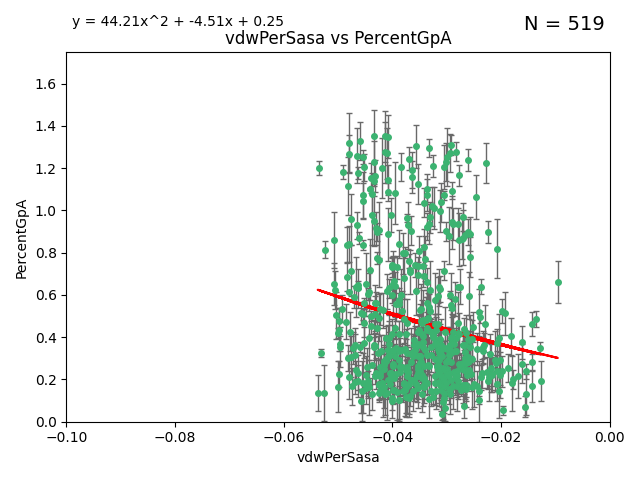 y = 44.21x^2 + -4.51x + 0.25
N = 519
vdwPerSasa vs PercentGpA
1.6
1.4
1.2
1.0
0.8
0.6
0.4
0.2
0.0
PercentGpA
−0.10 −0.08 −0.06 −0.04 −0.02 0.00
vdwPerSasa